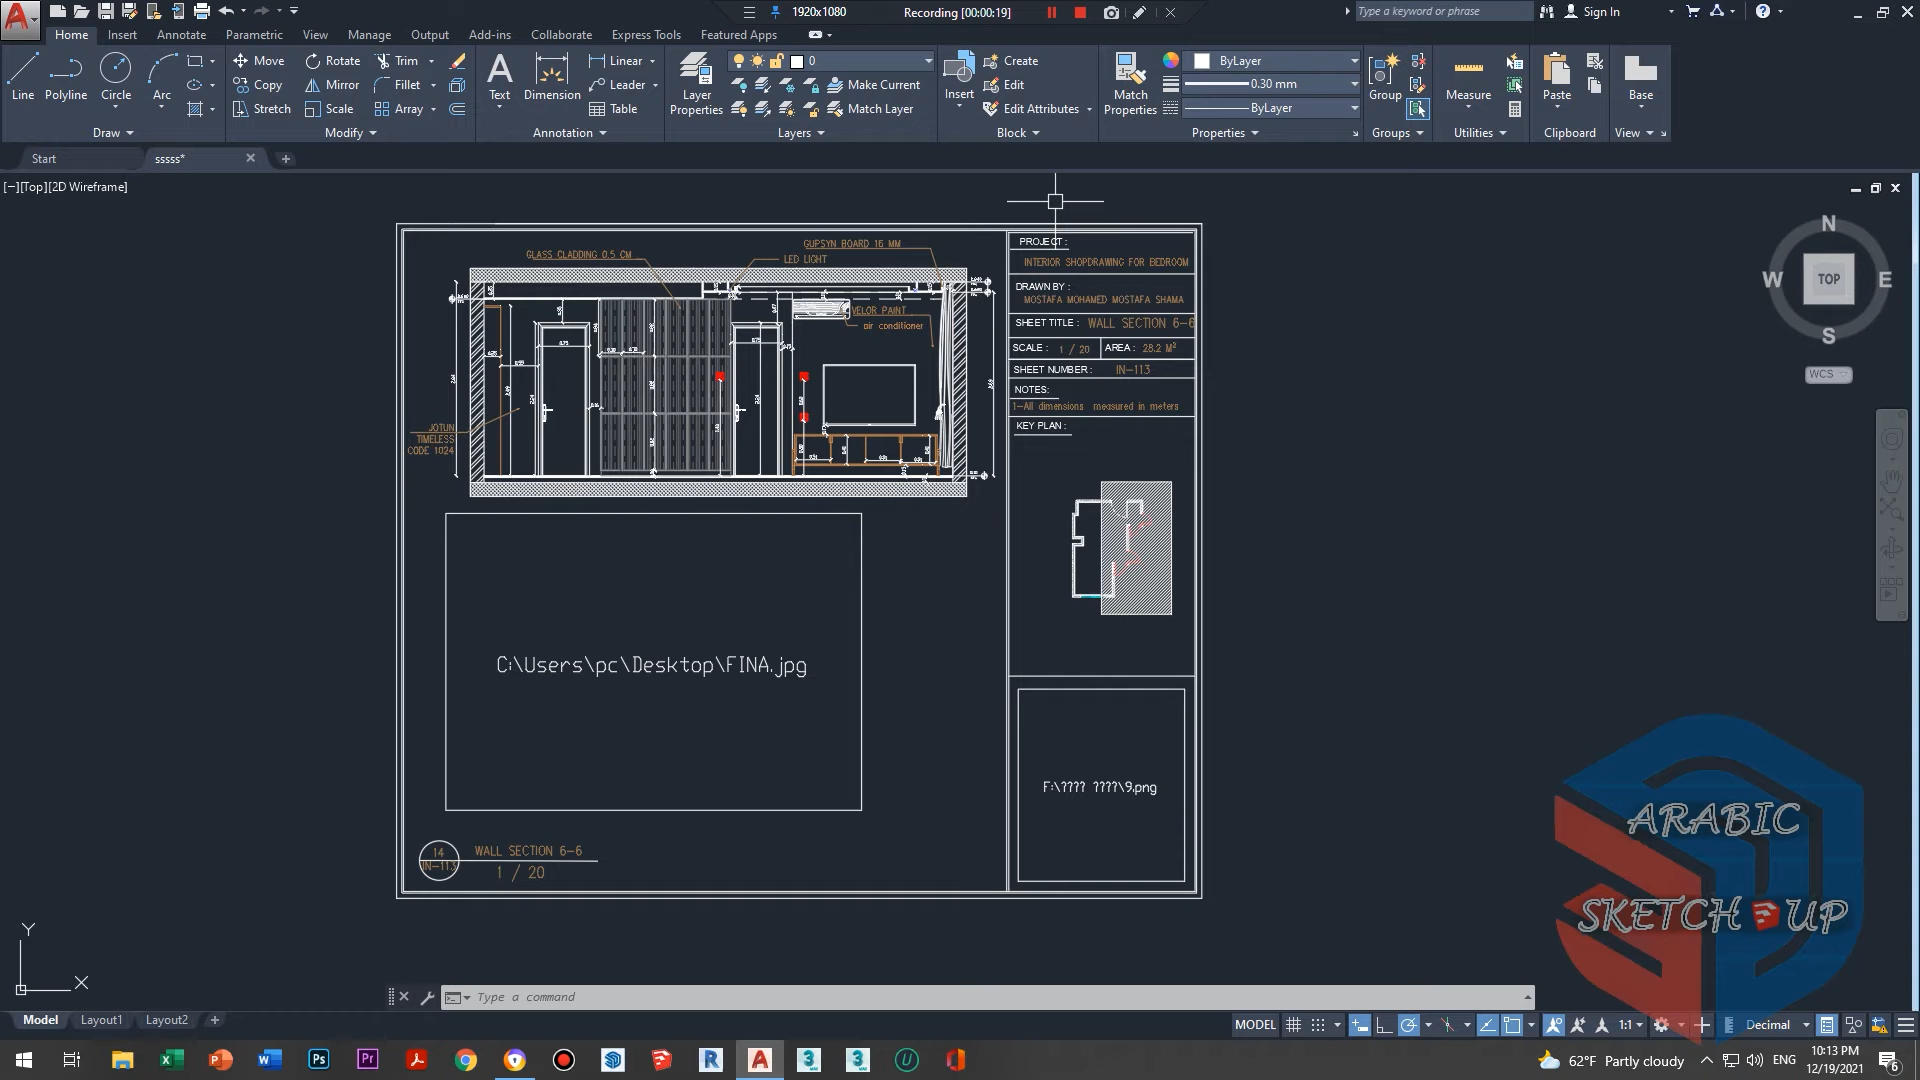 1920x1080
Recording [00:00:19]
Type a keyword or phrase
Sign In
Home
Insert
Annotate
Parametric
View
Manage
Output
Add-ins
Collaborate
Express Tools
Featured Apps
Line
Polyline
Circle
Arc
Move
Rotate
Trim
Copy
Mirror
Fillet
Stretch
Scale
Array
Text
Dimension
Linear
Leader
Table
Layer
Properties
0
Make Current
Match Layer
Insert
Create
Edit
Edit Attributes
Match
Properties
ByLayer
0.30 mm
ByLayer
Group
Measure
Paste
Base
Draw
Modify
Annotation
Layers
Block
Properties
Groups
Utilities
Clipboard
View
Start
sssss*
[−][Top][2D Wireframe]
GLASS CLADDING 0.5 CM
GUPSYN BOARD 16 MM
LED LIGHT
VELOR PAINT
air conditioner
JOTUN
TIMELESS
CODE 1024
C:\Users\pc\Desktop\FINA.jpg
14
IN-113
WALL SECTION 6-6
1 / 20
PROJECT :
INTERIOR SHOPDRAWING FOR BEDROOM
DRAWN BY :
MOSTAFA MOHAMED MOSTAFA SHAMA
SHEET TITLE : WALL SECTION 6-6
SCALE : 1 / 20 AREA : 28.2 M²
SHEET NUMBER : IN-113
NOTES:
1-All dimensions measured in meters
KEY PLAN :
F:\???? ????\9.png
N
W
TOP
E
S
WCS
ARABIC
SKETCH UP
Y
X
Type a command
Model
Layout1
Layout2
MODEL
1:1
Decimal
62°F Partly cloudy
ENG
10:13 PM
12/19/2021
6